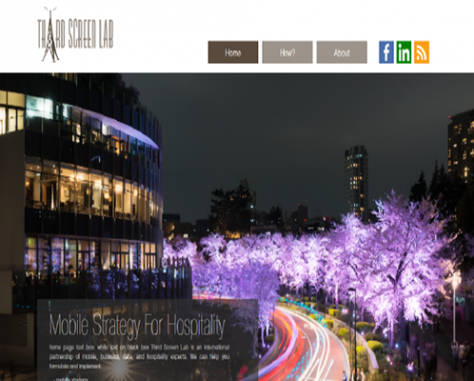 THIRD SCREEN LAB
Home How? About
f in
Mobile Strategy For Hospitality
home page text box white text on black box Third Screen Lab is an international
partnership of mobile, business, data, and hospitality experts. We can help you
formulate and implement: